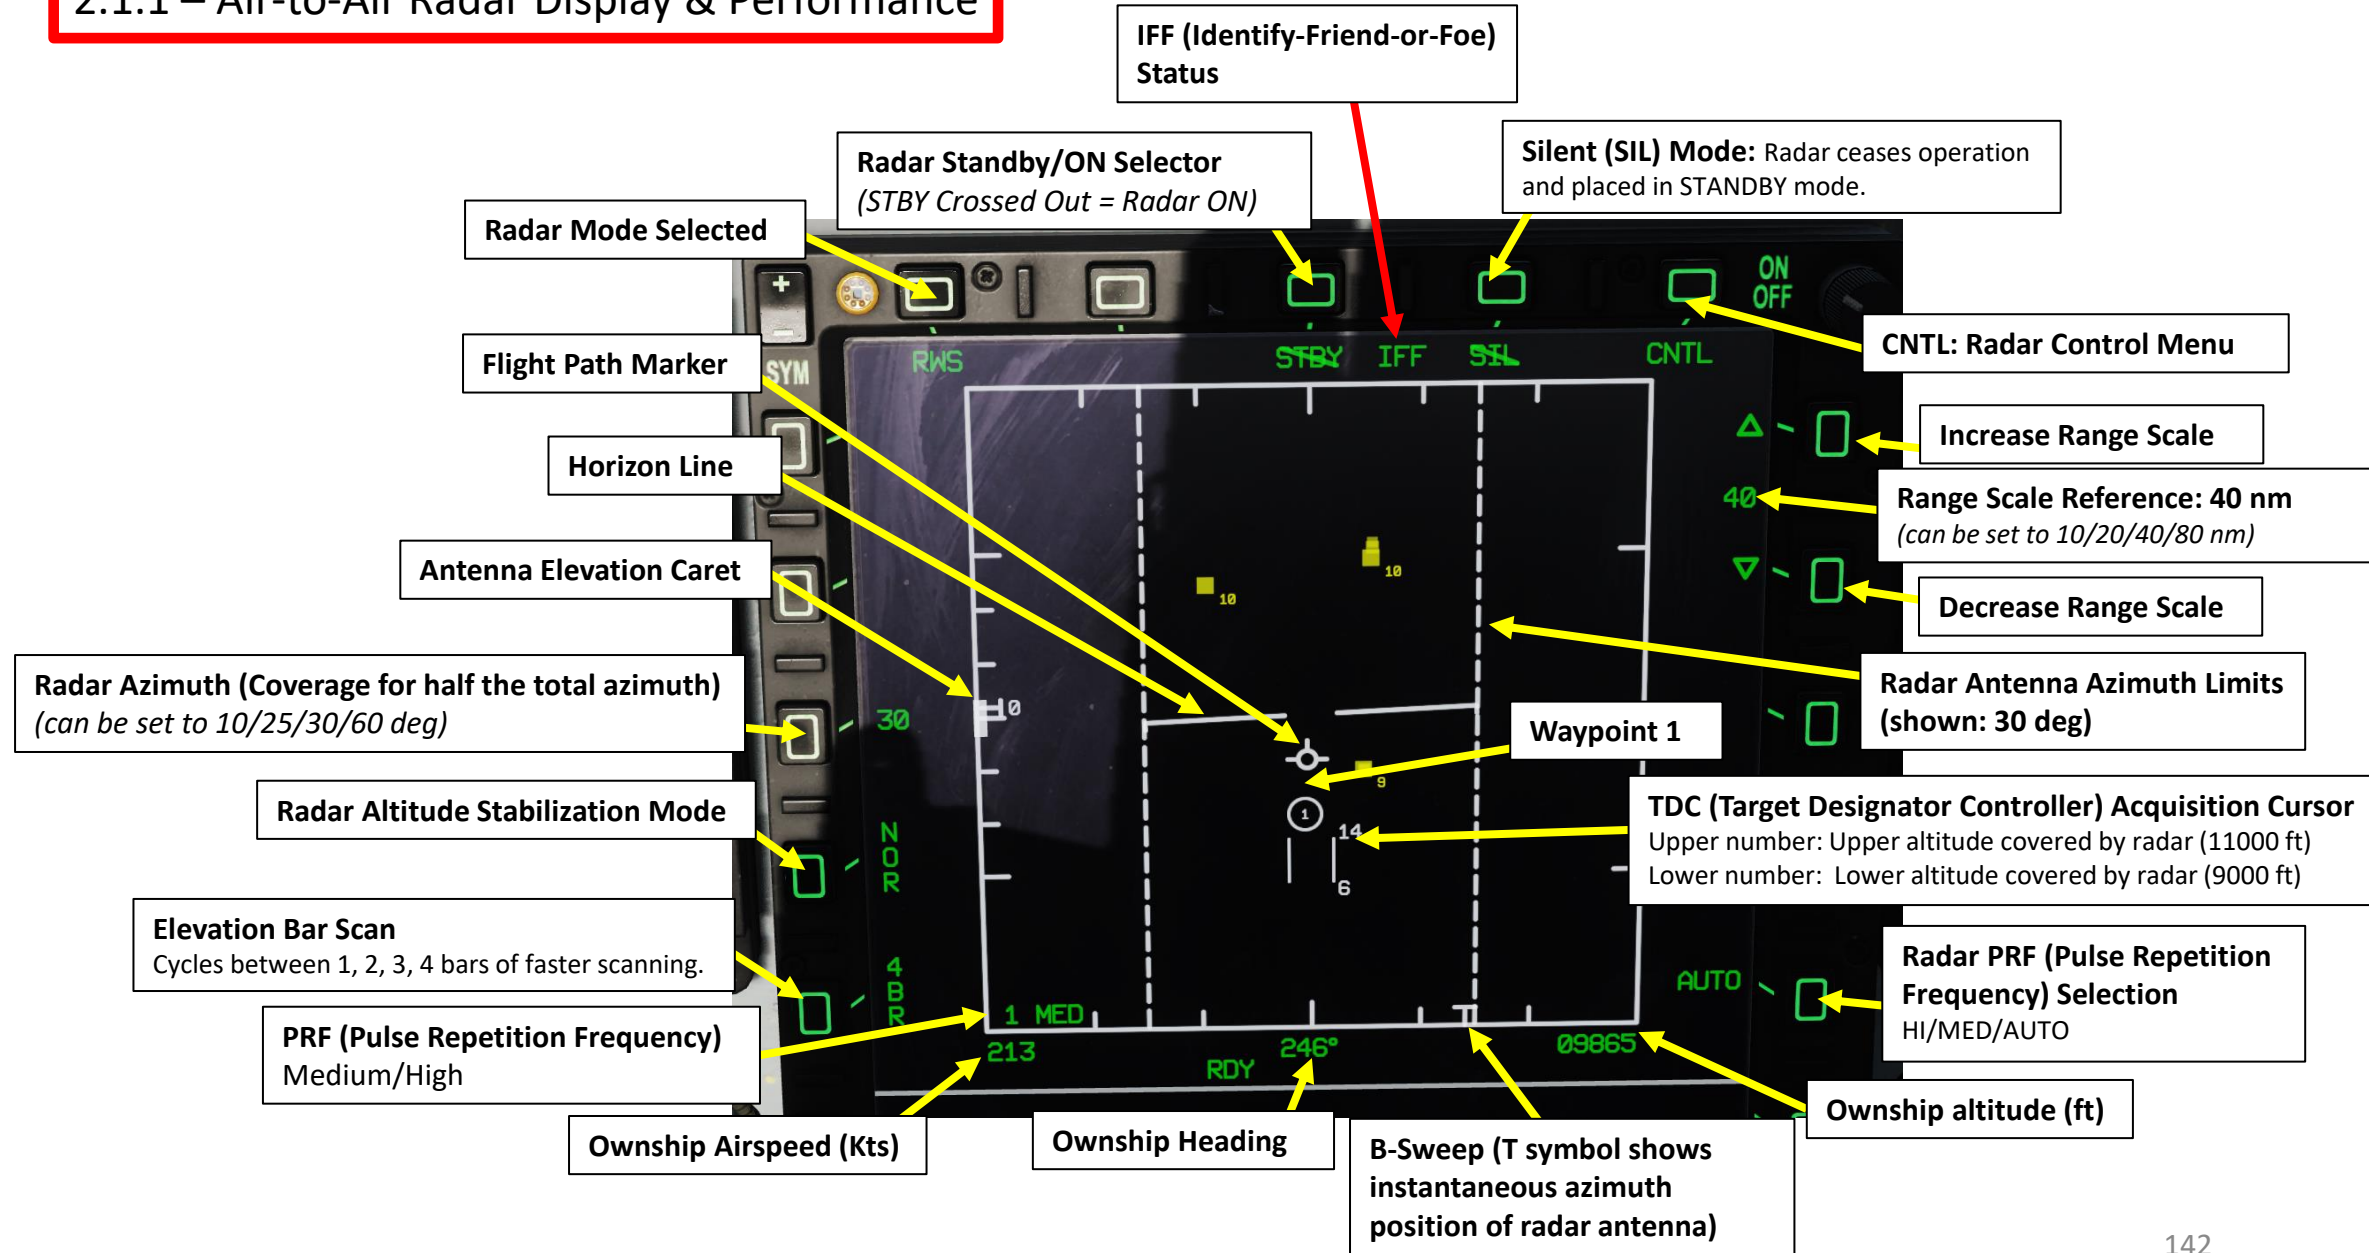 2.1.1 – Air-to-Air Radar Display & Performance
IFF (Identify-Friend-or-Foe)
Status
Radar Standby/ON Selector
(STBY Crossed Out = Radar ON)
Silent (SIL) Mode: Radar ceases operation
and placed in STANDBY mode.
Radar Mode Selected
ON
OFF
CNTL: Radar Control Menu
Flight Path Marker
SYM
RWS
STBY
IFF
SIL
CNTL
Increase Range Scale
Horizon Line
40
Range Scale Reference: 40 nm
(can be set to 10/20/40/80 nm)
Antenna Elevation Caret
10
10
Decrease Range Scale
Radar Azimuth (Coverage for half the total azimuth)
(can be set to 10/25/30/60 deg)
30
10
Radar Antenna Azimuth Limits
(shown: 30 deg)
Waypoint 1
9
Radar Altitude Stabilization Mode
1
14
6
TDC (Target Designator Controller) Acquisition Cursor
Upper number: Upper altitude covered by radar (11000 ft)
Lower number: Lower altitude covered by radar (9000 ft)
N
O
R
Elevation Bar Scan
Cycles between 1, 2, 3, 4 bars of faster scanning.
4
B
R
AUTO
Radar PRF (Pulse Repetition
Frequency) Selection
HI/MED/AUTO
PRF (Pulse Repetition Frequency)
Medium/High
1 MED
213
246°
09865
RDY
Ownship altitude (ft)
Ownship Airspeed (Kts)
Ownship Heading
B-Sweep (T symbol shows
instantaneous azimuth
position of radar antenna)
142